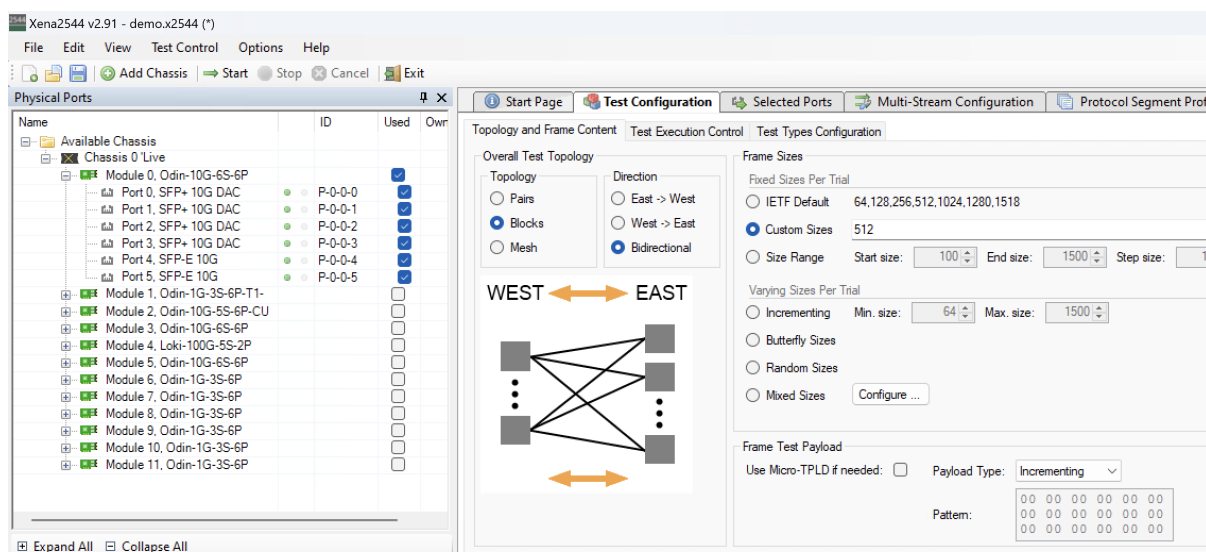 2544 Xena2544 v2.91 - demo.x2544 (*)
File Edit View Test Control Options Help
Add Chassis Start Stop Cancel Exit
Physical Ports
Name ID Used Owr
Available Chassis
Chassis 0 'Live
Module 0, Odin-10G-6S-6P
Port 0, SFP+ 10G DAC P-0-0-0
Port 1, SFP+ 10G DAC P-0-0-1
Port 2, SFP+ 10G DAC P-0-0-2
Port 3, SFP+ 10G DAC P-0-0-3
Port 4, SFP-E 10G P-0-0-4
Port 5, SFP-E 10G P-0-0-5
Module 1, Odin-1G-3S-6P-T1-
Module 2, Odin-10G-5S-6P-CU
Module 3, Odin-10G-6S-6P
Module 4, Loki-100G-5S-2P
Module 5, Odin-10G-6S-6P
Module 6, Odin-1G-3S-6P
Module 7, Odin-1G-3S-6P
Module 8, Odin-1G-3S-6P
Module 9, Odin-1G-3S-6P
Module 10, Odin-1G-3S-6P
Module 11, Odin-1G-3S-6P
Expand All Collapse All
Start Page Test Configuration Selected Ports Multi-Stream Configuration Protocol Segment Prof
Topology and Frame Content Test Execution Control Test Types Configuration
Overall Test Topology
Topology
Pairs
Blocks
Mesh
Direction
East -> West
West -> East
Bidirectional
WEST EAST
Frame Sizes
Fixed Sizes Per Trial
IETF Default 64,128,256,512,1024,1280,1518
Custom Sizes 512
Size Range Start size: 100 End size: 1500 Step size: 1
Varying Sizes Per Trial
Incrementing Min. size: 64 Max. size: 1500
Butterfly Sizes
Random Sizes
Mixed Sizes Configure ...
Frame Test Payload
Use Micro-TPLD if needed: Payload Type: Incrementing
Pattern: 00 00 00 00 00 00
00 00 00 00 00 00
00 00 00 00 00 00